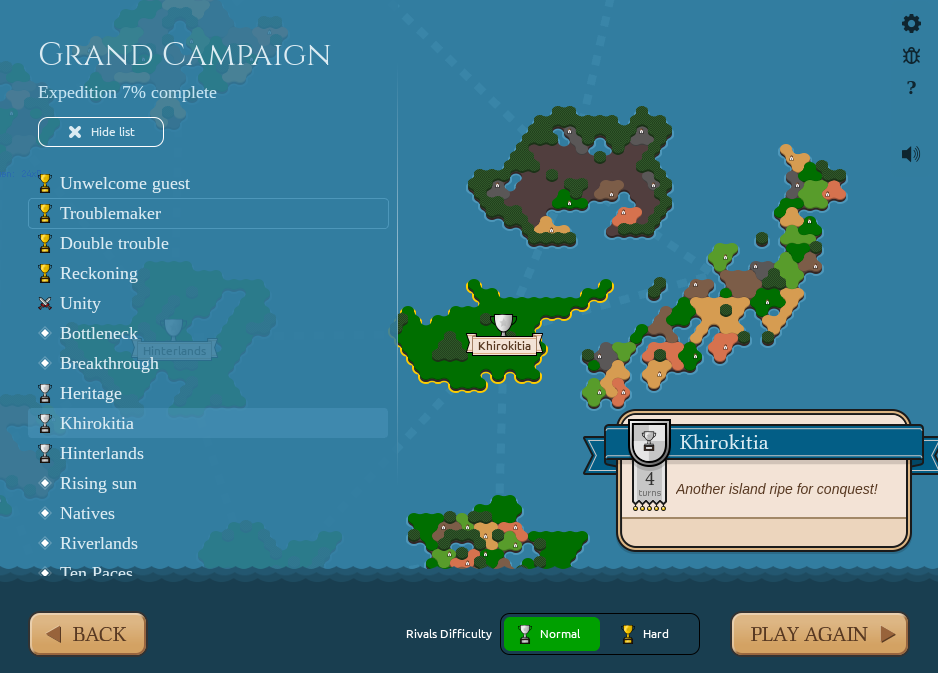 Grand Campaign
Expedition 7% complete
Hide list
Unwelcome guest
Troublemaker
Double trouble
Reckoning
Unity
Bottleneck
Hinterlands
Breakthrough
Heritage
Khirokitia
Hinterlands
Rising sun
Natives
Riverlands
Ten Paces
?
Khirokitia
Khirokitia
4
turns
Another island ripe for conquest!
BACK
Rivals Difficulty
Normal
Hard
PLAY AGAIN